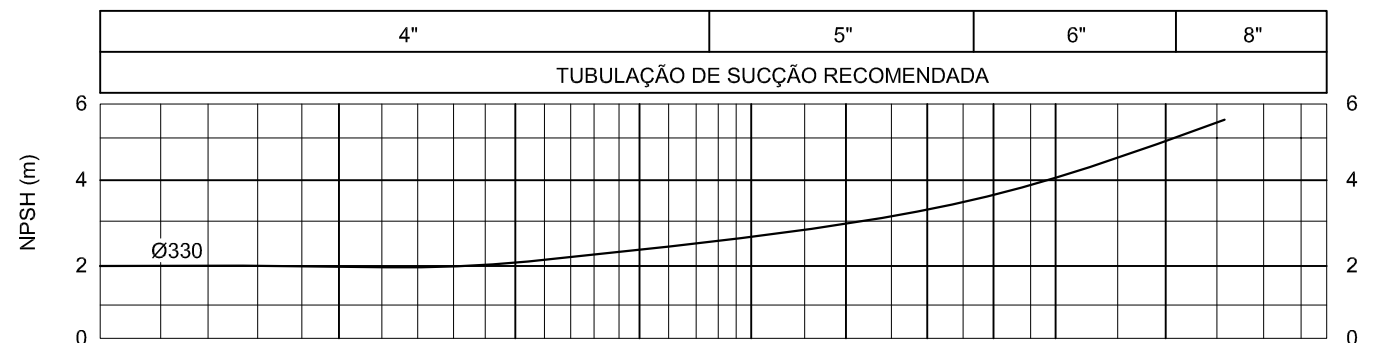 4" 5" 6" 8"
TUBULAÇÃO DE SUCÇÃO RECOMENDADA
6 6
NPSH (m)
4 4
Ø330
2 2
0 0